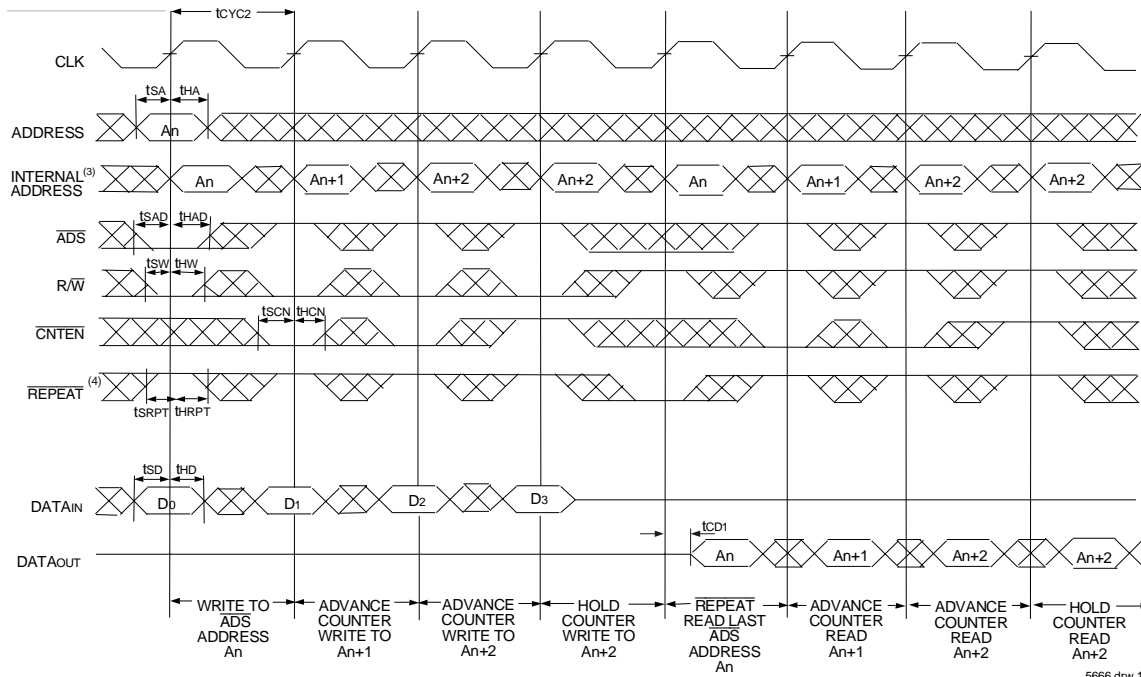 tCYC2
CLK
tSA tHA
ADDRESS An
INTERNAL(3)
ADDRESS
An An+1 An+2 An+2 An An+1 An+2 An+2
tSAD tHAD
ADS
tSW tHW
R/W
tSCN tHCN
CNTEN
REPEAT (4)
tSRPT tHRPT
tSD tHD
DATAIN D0 D1 D2 D3
tCD1
DATAOUT An An+1 An+2 An+2
WRITE TO
ADS
ADDRESS
An
ADVANCE
COUNTER
WRITE TO
An+1
ADVANCE
COUNTER
WRITE TO
An+2
HOLD
COUNTER
WRITE TO
An+2
REPEAT
READ LAST
ADS
ADDRESS
An
ADVANCE
COUNTER
READ
An+1
ADVANCE
COUNTER
READ
An+2
HOLD
COUNTER
READ
An+2
5666 drw 1